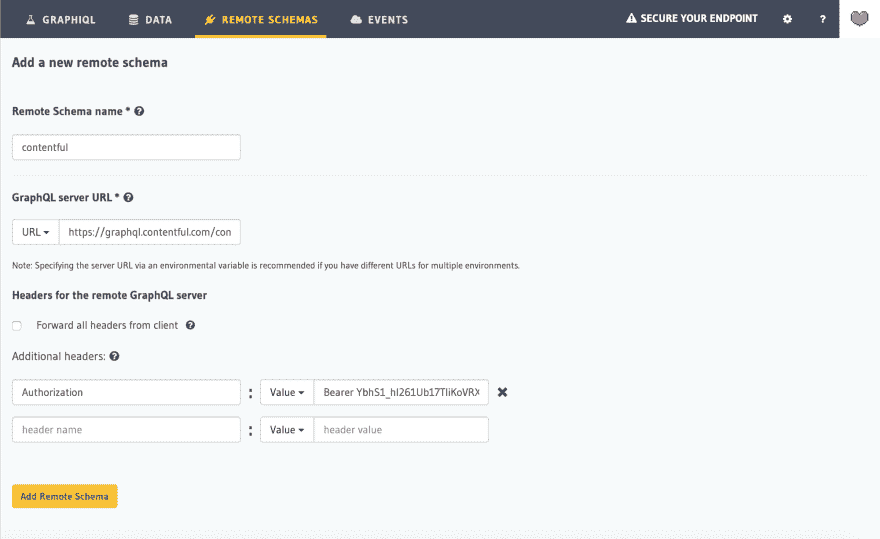 GRAPHIQL DATA REMOTE SCHEMAS EVENTS SECURE YOUR ENDPOINT ?
Add a new remote schema
Remote Schema name * ?
contentful
GraphQL server URL * ?
URL https://graphql.contentful.com/con
Note: Specifying the server URL via an environmental variable is recommended if you have different URLs for multiple environments.
Headers for the remote GraphQL server
Forward all headers from client ?
Additional headers: ?
Authorization : Value Bearer YbhS1_hI261Ub17TIiKoVRX
header name : Value header value
Add Remote Schema